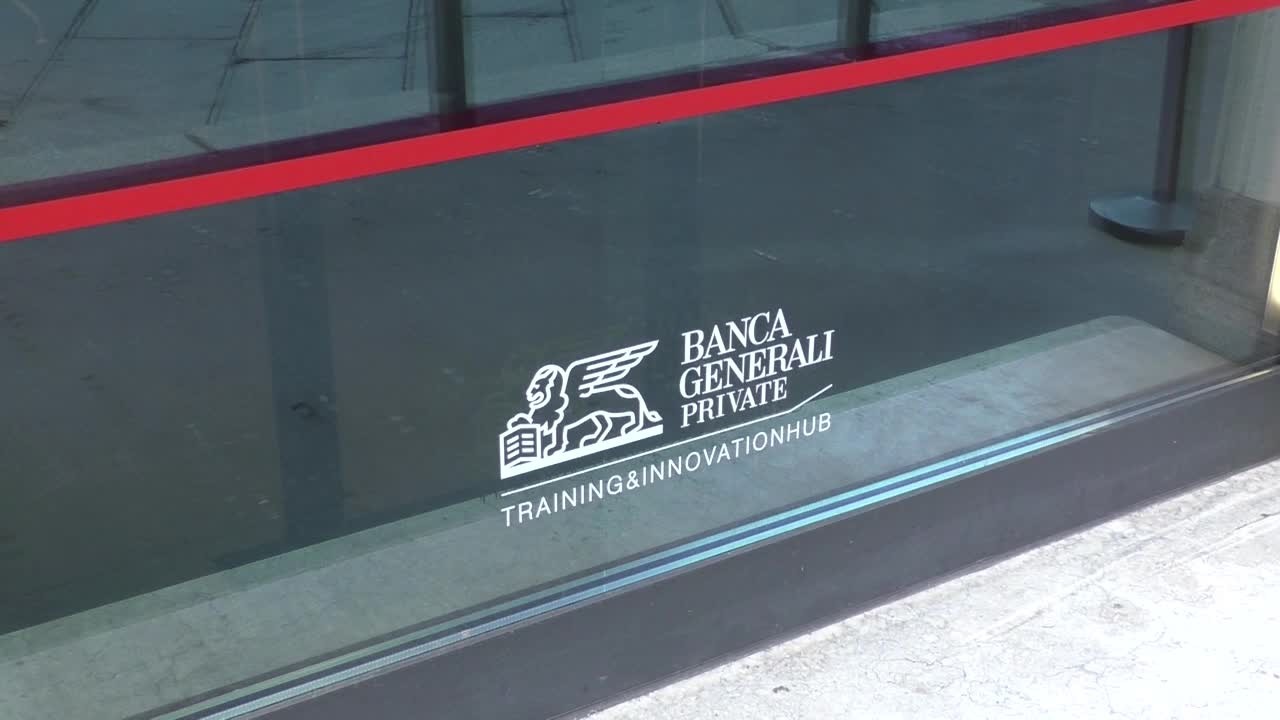 BANCA
GENERALI
PRIVATE
TRAINING&INNOVATIONHUB